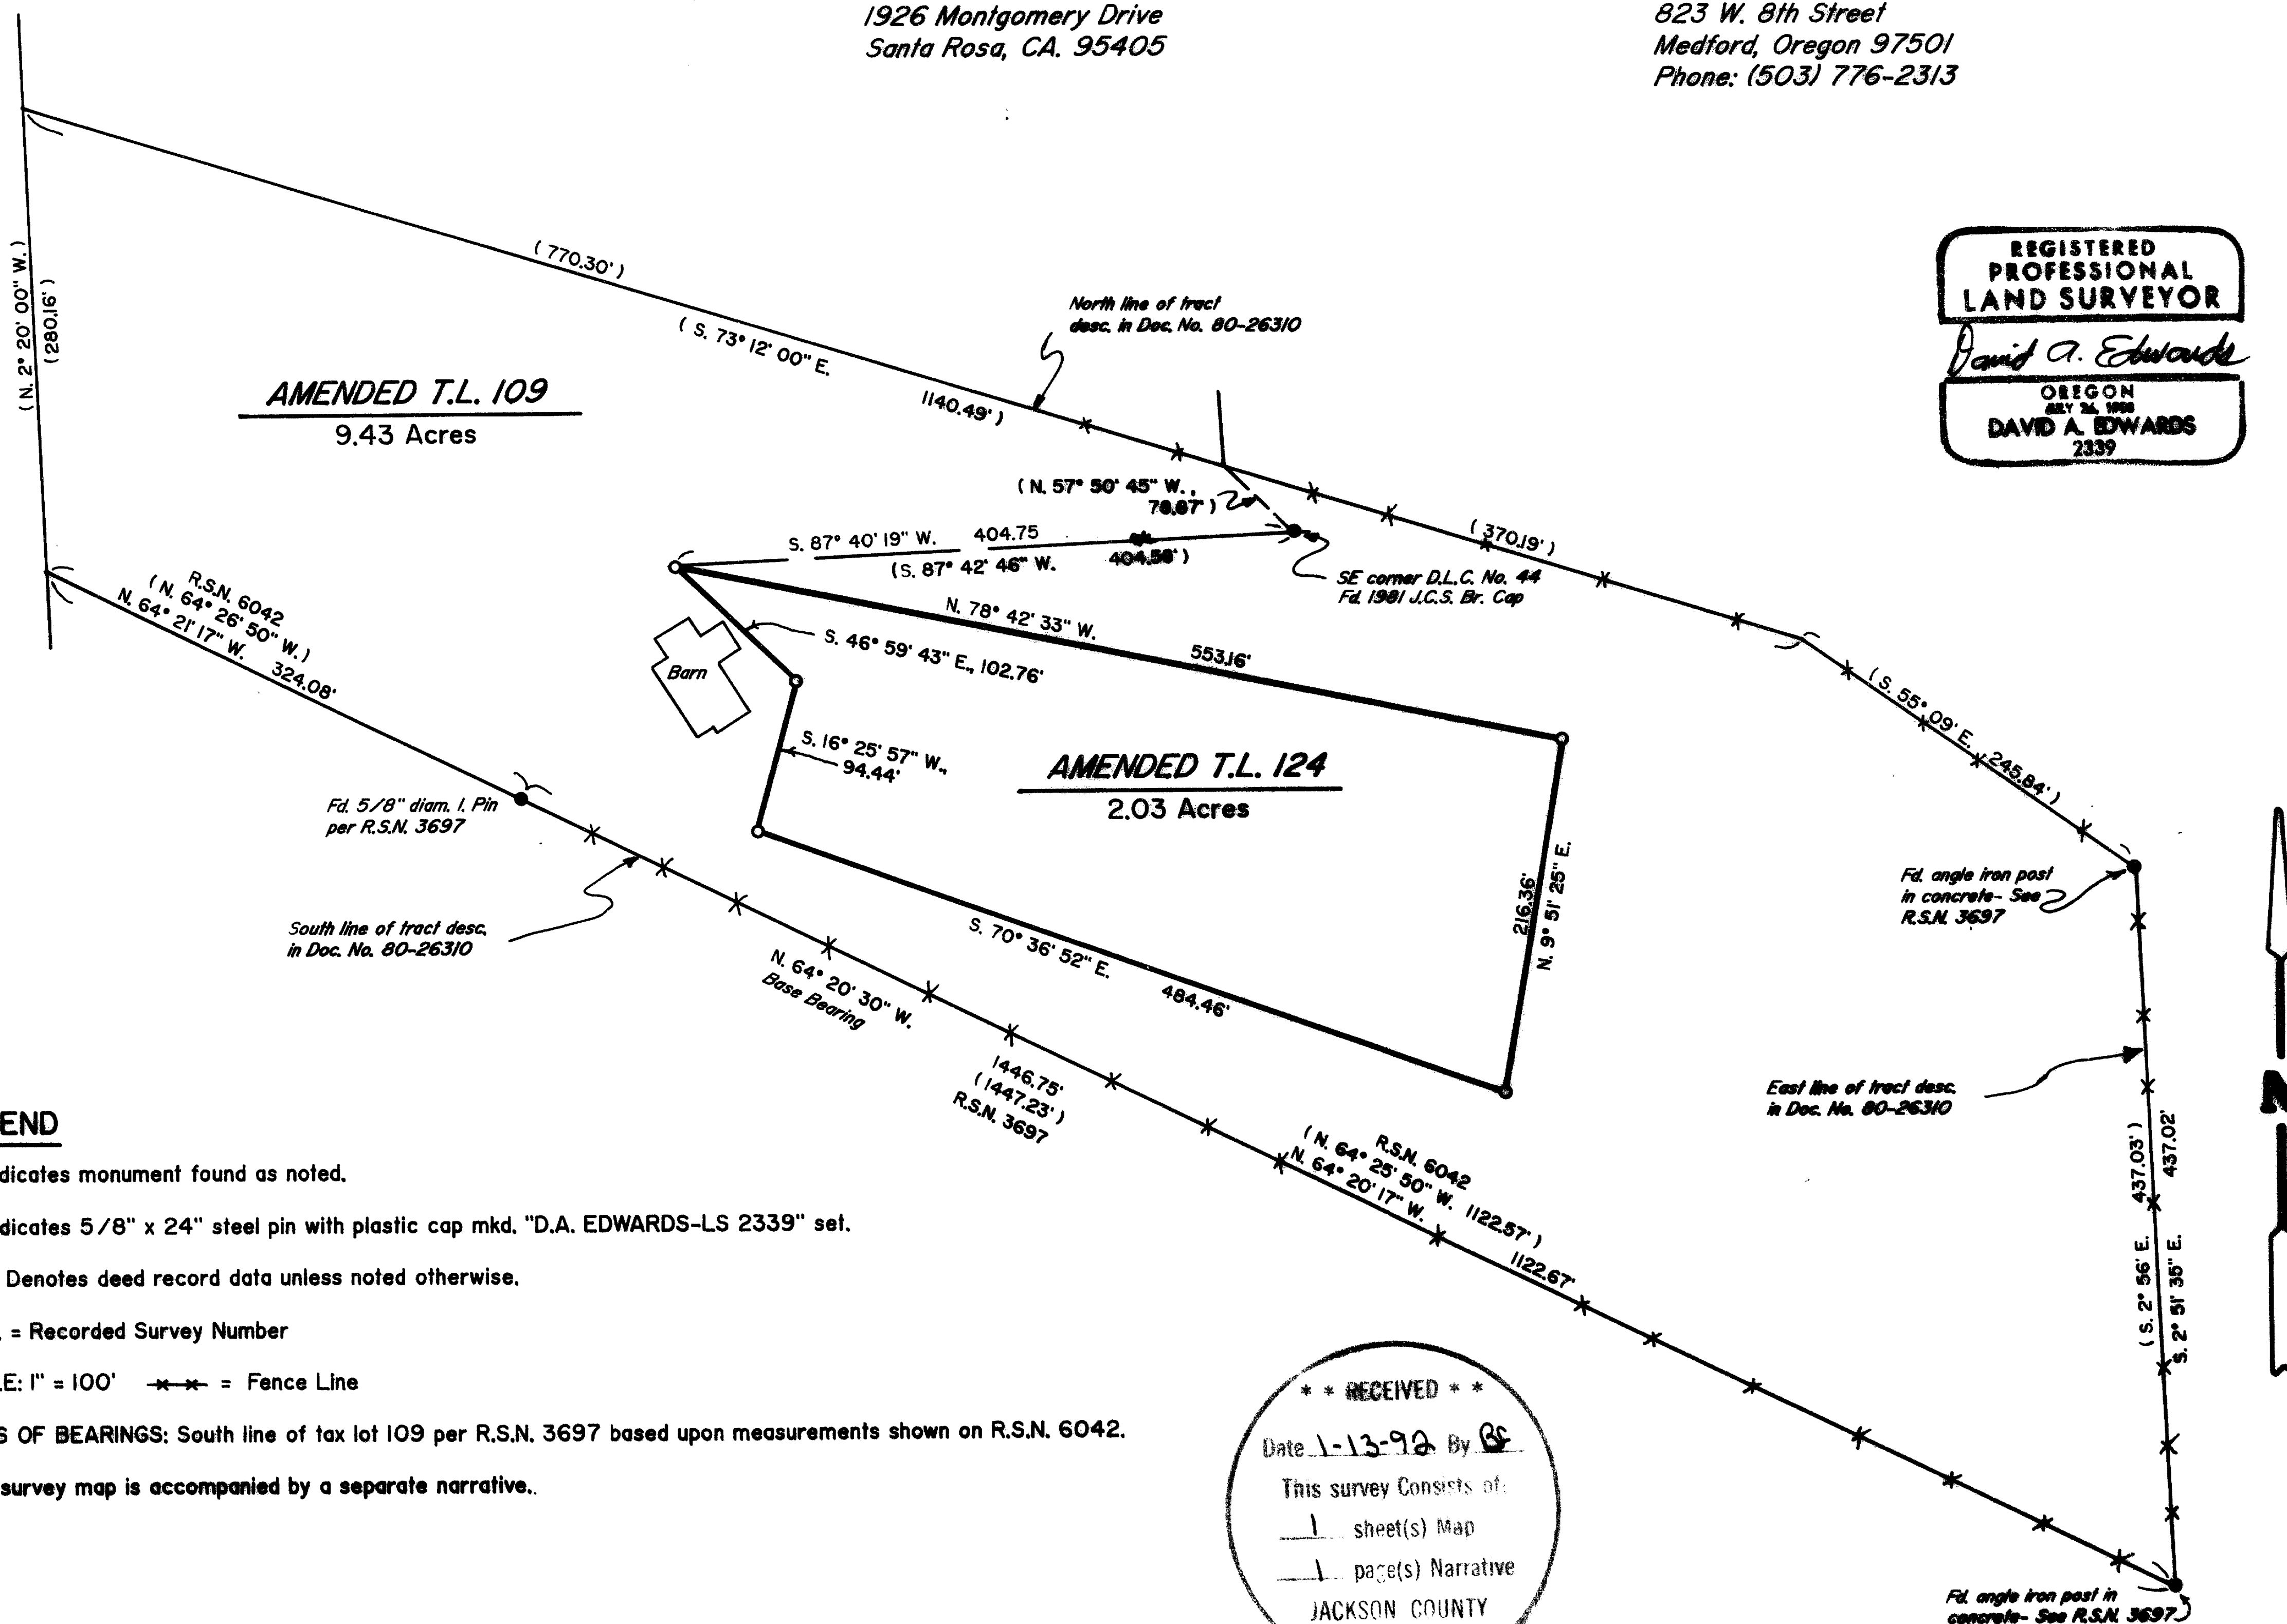 1926 Montgomery Drive
Santa Rosa, CA. 95405
823 W. 8th Street
Medford, Oregon 97501
Phone: (503) 776-2313
REGISTERED
PROFESSIONAL
LAND SURVEYOR
David A. Edwards
OREGON
DAVID A. EDWARDS
2339
( N. 2° 20' 00" W. )
(280.16' )
( 770.30' )
( S. 73° 12' 00" E.
1140.49' )
North line of tract
desc. in Doc. No. 80-26310
AMENDED T.L. 109
9.43 Acres
( N. 57° 50' 45" W. ,
S. 87° 40' 19" W. 404.75
(S. 87° 42' 46" W. 404.56' )
( 370.19' )
SE corner D.L.C. No. 44
Fd. 1981 J.C.S. Br. Cap
R.S.N. 6042
( N. 64° 26' 50" W. )
N. 64° 21' 17" W.
324.08'
N. 78° 42' 33" W.
553.16'
S. 46° 59' 43" E., 102.76'
Barn
( S. 55° 09' E. 245.84' )
S. 16° 25' 57" W.,
94.44'
AMENDED T.L. 124
2.03 Acres
Fd. 5/8" diam. I. Pin
per R.S.N. 3697
216.36'
N. 9° 51' 25" E.
Fd. angle iron post
in concrete- See
R.S.N. 3697
South line of tract desc.
in Doc. No. 80-26310
S. 70° 36' 52" E.
484.46'
N. 64° 20' 30" W.
Base Bearing
1446.75'
( 1447.23' )
R.S.N. 3697
East line of tract desc.
in Doc. No. 80-26310
R.S.N. 6042
( N. 64° 25' 50" W. 1122.57' )
N. 64° 20' 17" W.
1122.67'
( S. 2° 56' E. 437.03' )
S. 2° 51' 35" E. 437.02'
N
END
dicates monument found as noted.
dicates 5/8" x 24" steel pin with plastic cap mkd. "D.A. EDWARDS-LS 2339" set.
Denotes deed record data unless noted otherwise.
. = Recorded Survey Number
E: 1" = 100' = Fence Line
S OF BEARINGS: South line of tax lot 109 per R.S.N. 3697 based upon measurements shown on R.S.N. 6042.
survey map is accompanied by a separate narrative.
* * RECEIVED * *
Date 1-13-92 By BF
This survey Consists of:
1 sheet(s) Map
1 page(s) Narrative
JACKSON COUNTY
Fd. angle iron post in
concrete- See R.S.N. 3697